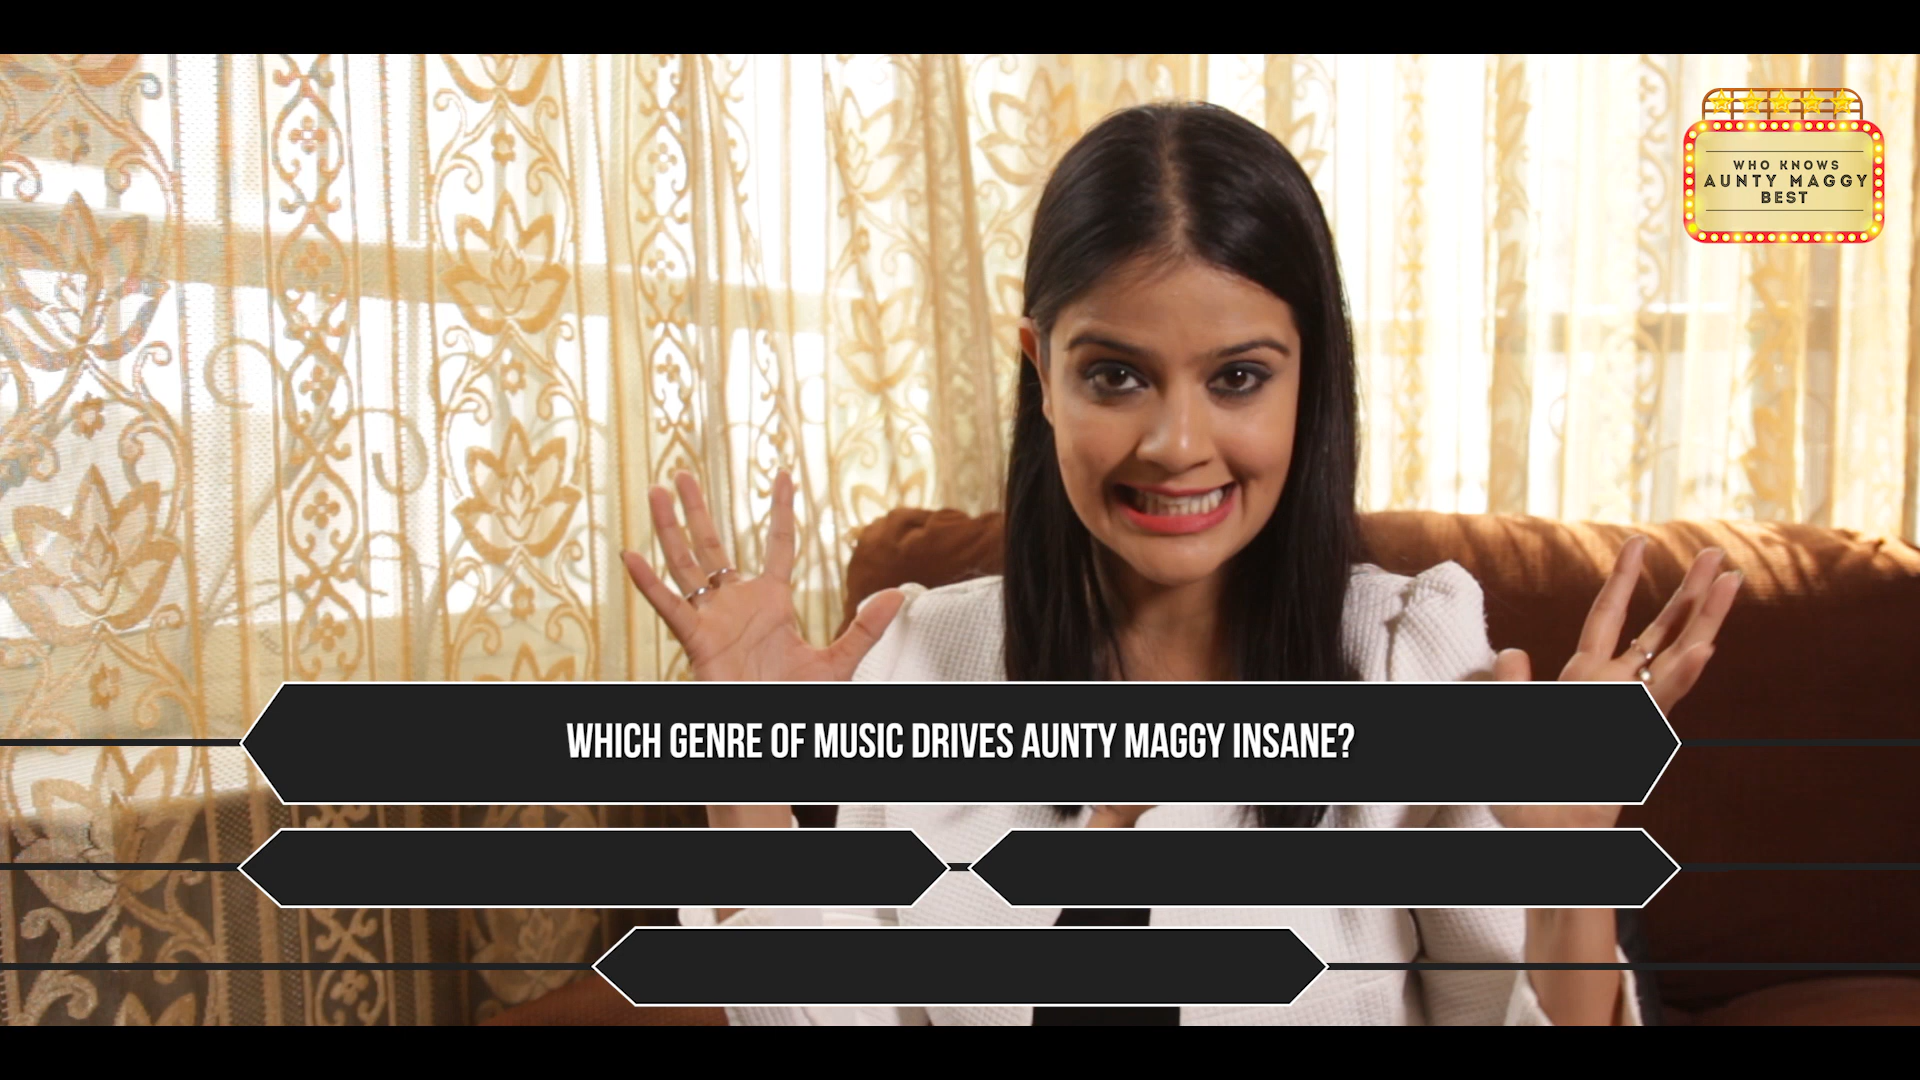 WHO KNOWS
AUNTY MAGGY
BEST
WHICH GENRE OF MUSIC DRIVES AUNTY MAGGY INSANE?